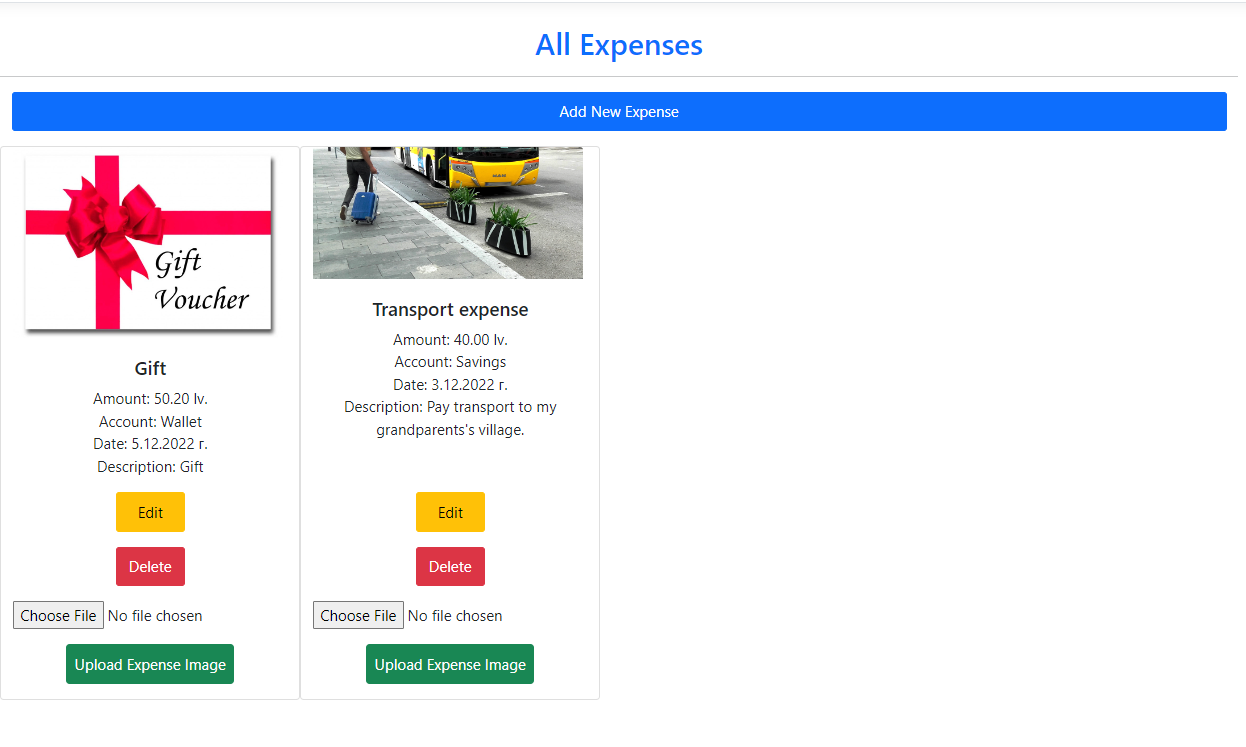 All Expenses
Add New Expense
Gift
Voucher
Gift
Amount: 50.20 lv.
Account: Wallet
Date: 5.12.2022 г.
Description: Gift
Edit
Delete
Choose File No file chosen
Upload Expense Image
Transport expense
Amount: 40.00 lv.
Account: Savings
Date: 3.12.2022 г.
Description: Pay transport to my
grandparents's village.
Edit
Delete
Choose File No file chosen
Upload Expense Image